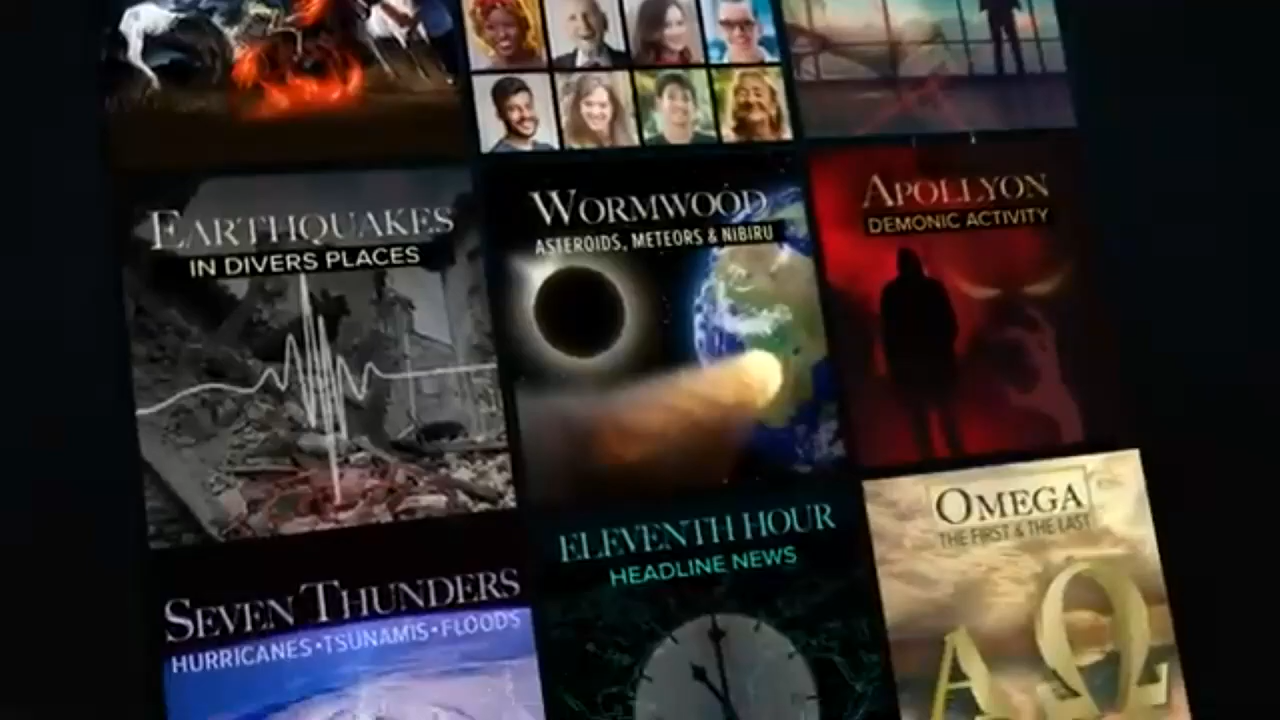 EARTHQUAKES
IN DIVERS PLACES
WORMWOOD
ASTEROIDS, METEORS & NIBIRU
APOLLYON
DEMONIC ACTIVITY
SEVEN THUNDERS
HURRICANES•TSUNAMIS•FLOODS
ELEVENTH HOUR
HEADLINE NEWS
OMEGA
THE FIRST & THE LAST
Α Ω